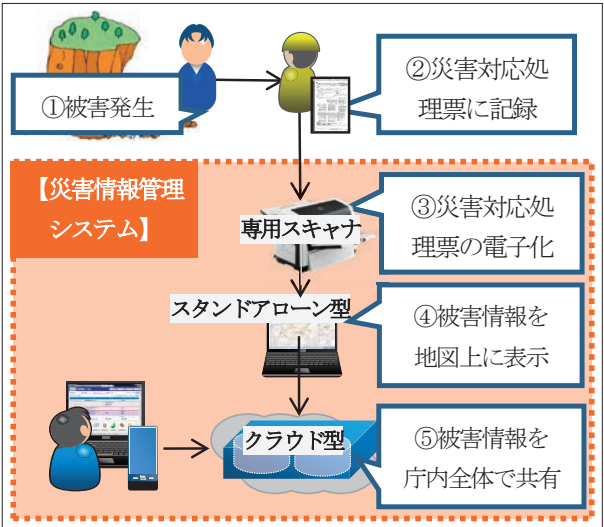 ①被害発生
②災害対応処
理票に記録
【災害情報管理
システム】
専用スキャナ
③災害対応処
理票の電子化
スタンドアローン型
④被害情報を
地図上に表示
クラウド型
⑤被害情報を
庁内全体で共有